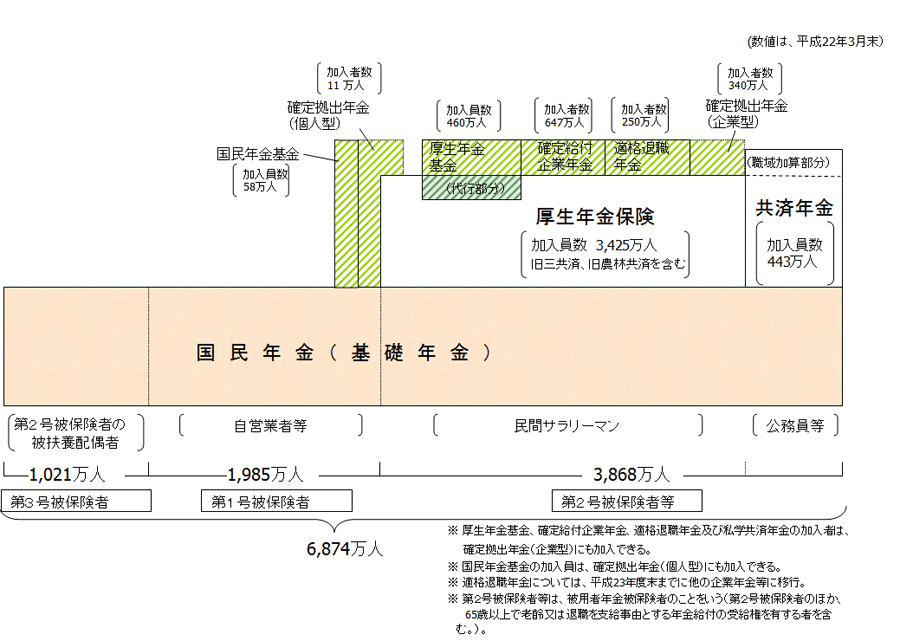 (数値は、平成22年3月末)
加入者数
11万人
確定拠出年金
(個人型)
国民年金基金
加入員数
58万人
加入員数
460万人
加入者数
647万人
加入者数
250万人
加入者数
340万人
確定拠出年金
(企業型)
厚生年金
基金
確定給付
企業年金
適格退職
年金
(代行部分)
(職域加算部分)
厚生年金保険
加入員数 3,425万人
旧三共済、旧農林共済を含む
共済年金
加入員数
443万人
国民年金(基礎年金)
第2号被保険者の
被扶養配偶者
自営業者等
民間サラリーマン
公務員等
1,021万人
1,985万人
3,868万人
第3号被保険者
第1号被保険者
第2号被保険者等
6,874万人
※ 厚生年金基金、確定給付企業年金、適格退職年金及び私学共済年金の加入者は、
確定拠出年金(企業型)にも加入できる。
※ 国民年金基金の加入員は、確定拠出年金(個人型)にも加入できる。
※ 適格退職年金については、平成23年度末までに他の企業年金等に移行。
※ 第2号被保険者等は、被用者年金被保険者のことをいう(第2号被保険者のほか、
65歳以上で老齢又は退職を支給事由とする年金給付の受給権を有する者を含
む。)。